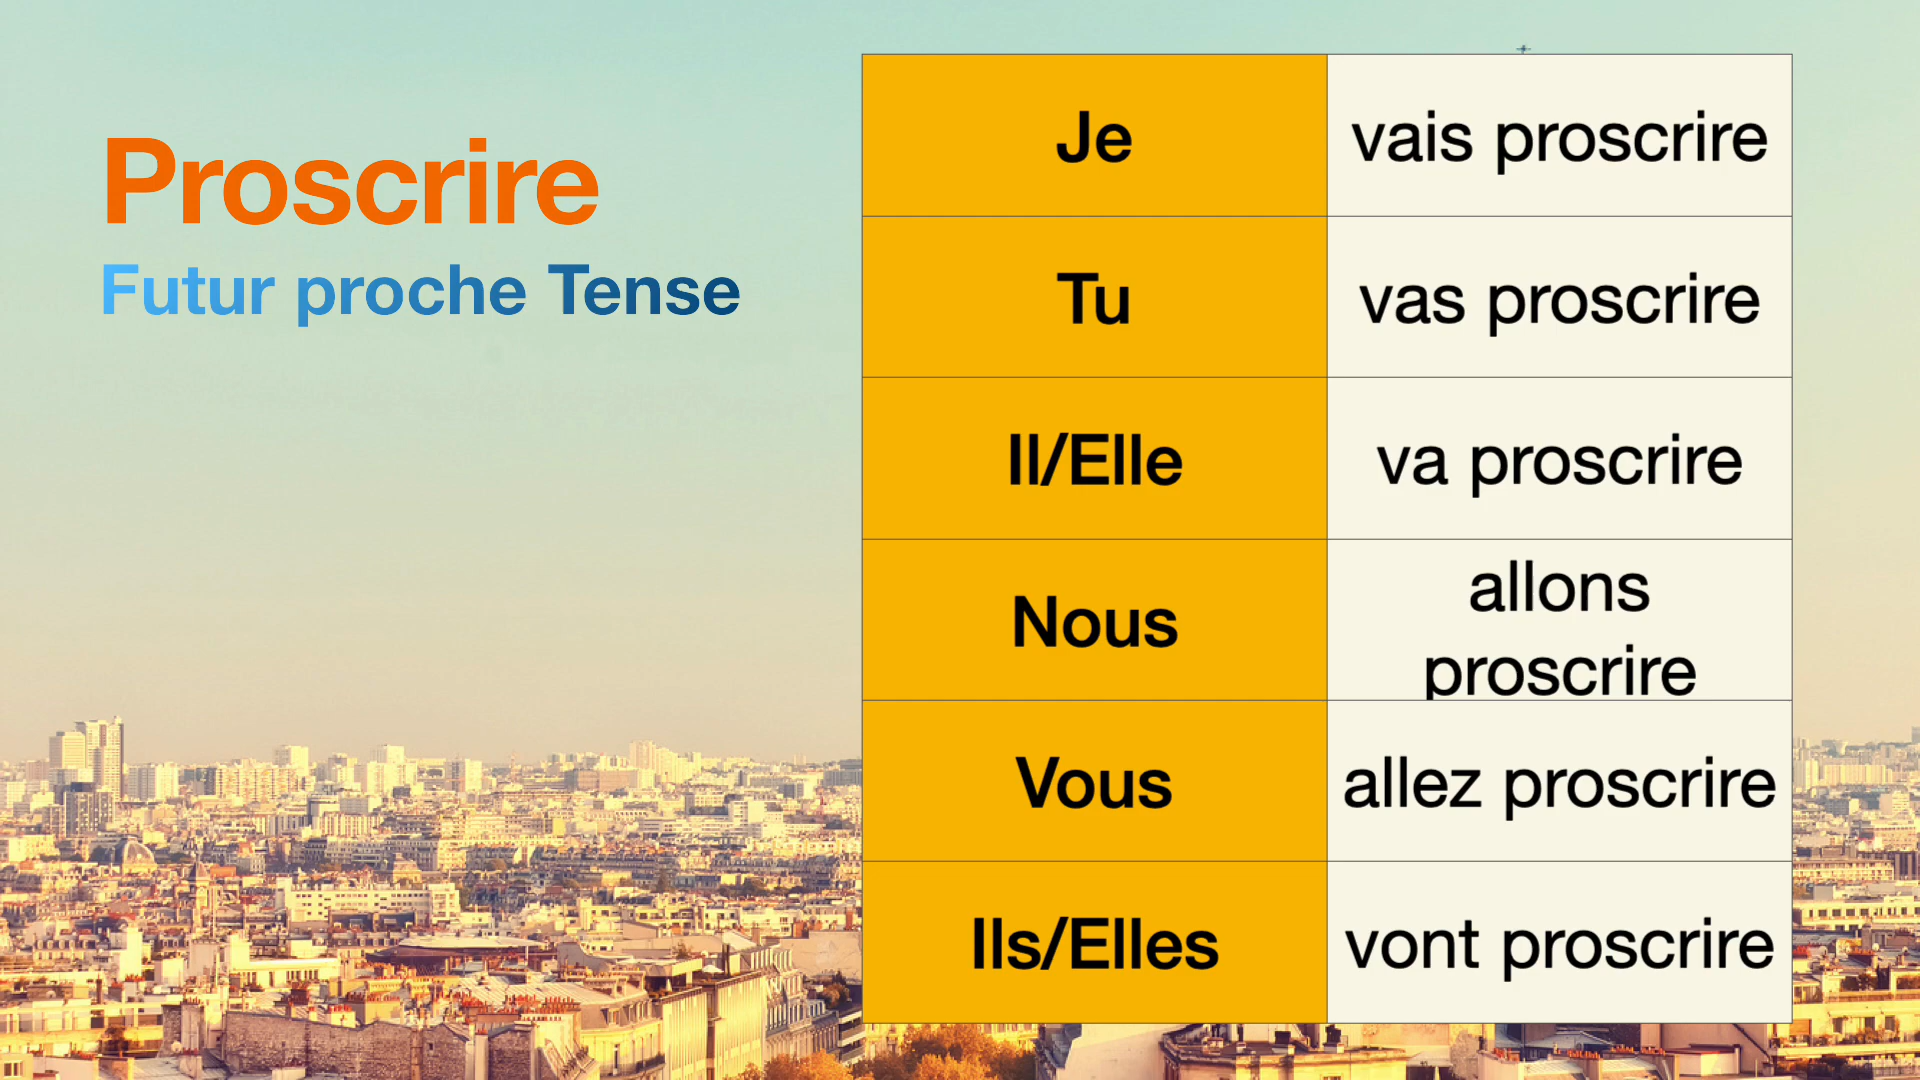 Proscrire
Futur proche Tense
Je
vais proscrire
Tu
vas proscrire
Il/Elle
va proscrire
Nous
allons
proscrire
Vous
allez proscrire
Ils/Elles
vont proscrire